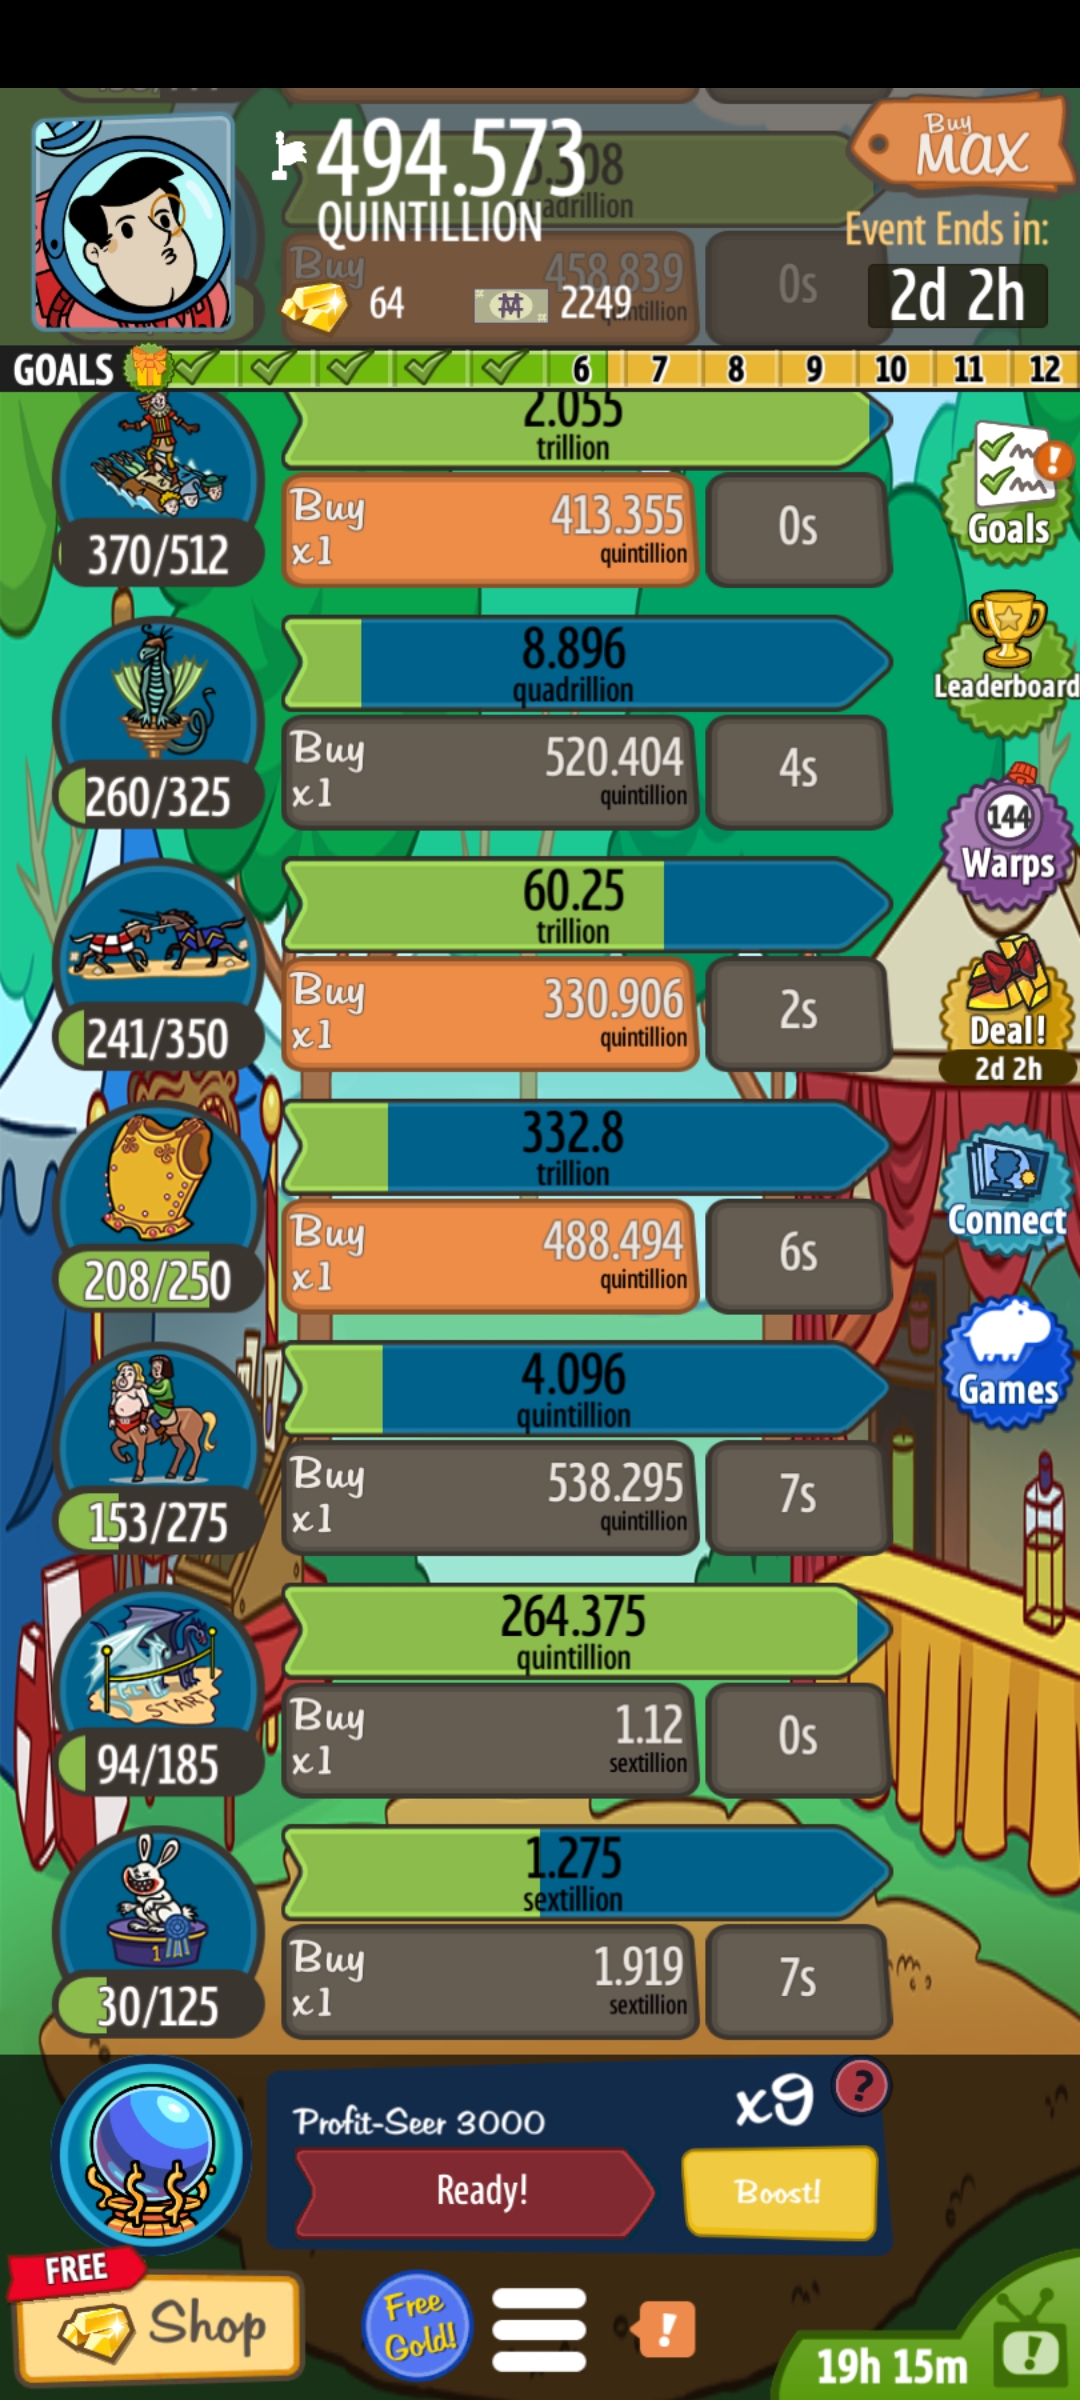 494.573
QUINTILLION
Buy
MAX
Event Ends in:
2d 2h
64
2249
Buy
458.839
0s
GOALS 6 7 8 9 10 11 12
2.055
trillion
Buy
x1
413.355
quintillion
0s
370/512
Goals
8.896
quadrillion
Buy
x1
520.404
quintillion
4s
260/325
Leaderboard
60.25
trillion
Buy
x1
330.906
quintillion
2s
241/350
144
Warps
Deal!
2d 2h
332.8
trillion
Buy
x1
488.494
quintillion
6s
208/250
Connect
4.096
quintillion
Buy
x1
538.295
quintillion
7s
153/275
Games
264.375
quintillion
START
Buy
x1
1.12
sextillion
0s
94/185
1.275
sextillion
1
Buy
x1
1.919
sextillion
7s
30/125
Profit-Seer 3000
x9
?
Ready!
Boost!
FREE
Shop
Free
Gold!
!
19h 15m
!